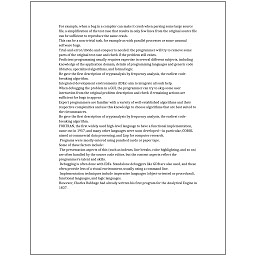 For example, when a bug in a compiler can make it crash when parsing some large source
file, a simplification of the test case that results in only few lines from the original source file
can be sufficient to reproduce the same crash.
This can be a non-trivial task, for example as with parallel processes or some unusual
software bugs.
Trial-and-error/divide-and-conquer is needed: the programmer will try to remove some
parts of the original test case and check if the problem still exists.
Proficient programming usually requires expertise in several different subjects, including
knowledge of the application domain, details of programming languages and generic code
libraries, specialized algorithms, and formal logic.
He gave the first description of cryptanalysis by frequency analysis, the earliest code-
breaking algorithm.
Integrated development environments (IDEs) aim to integrate all such help.
When debugging the problem in a GUI, the programmer can try to skip some user
interaction from the original problem description and check if remaining actions are
sufficient for bugs to appear.
Expert programmers are familiar with a variety of well-established algorithms and their
respective complexities and use this knowledge to choose algorithms that are best suited to
the circumstances.
He gave the first description of cryptanalysis by frequency analysis, the earliest code-
breaking algorithm.
FORTRAN, the first widely used high-level language to have a functional implementation,
came out in 1957, and many other languages were soon developed—in particular, COBOL
aimed at commercial data processing, and Lisp for computer research.
Programs were mostly entered using punched cards or paper tape.
Some of these factors include:
The presentation aspects of this (such as indents, line breaks, color highlighting, and so on)
are often handled by the source code editor, but the content aspects reflect the
programmer's talent and skills.
Debugging is often done with IDEs. Standalone debuggers like GDB are also used, and these
often provide less of a visual environment, usually using a command line.
Implementation techniques include imperative languages (object-oriented or procedural),
functional languages, and logic languages.
However, Charles Babbage had already written his first program for the Analytical Engine in
1837.